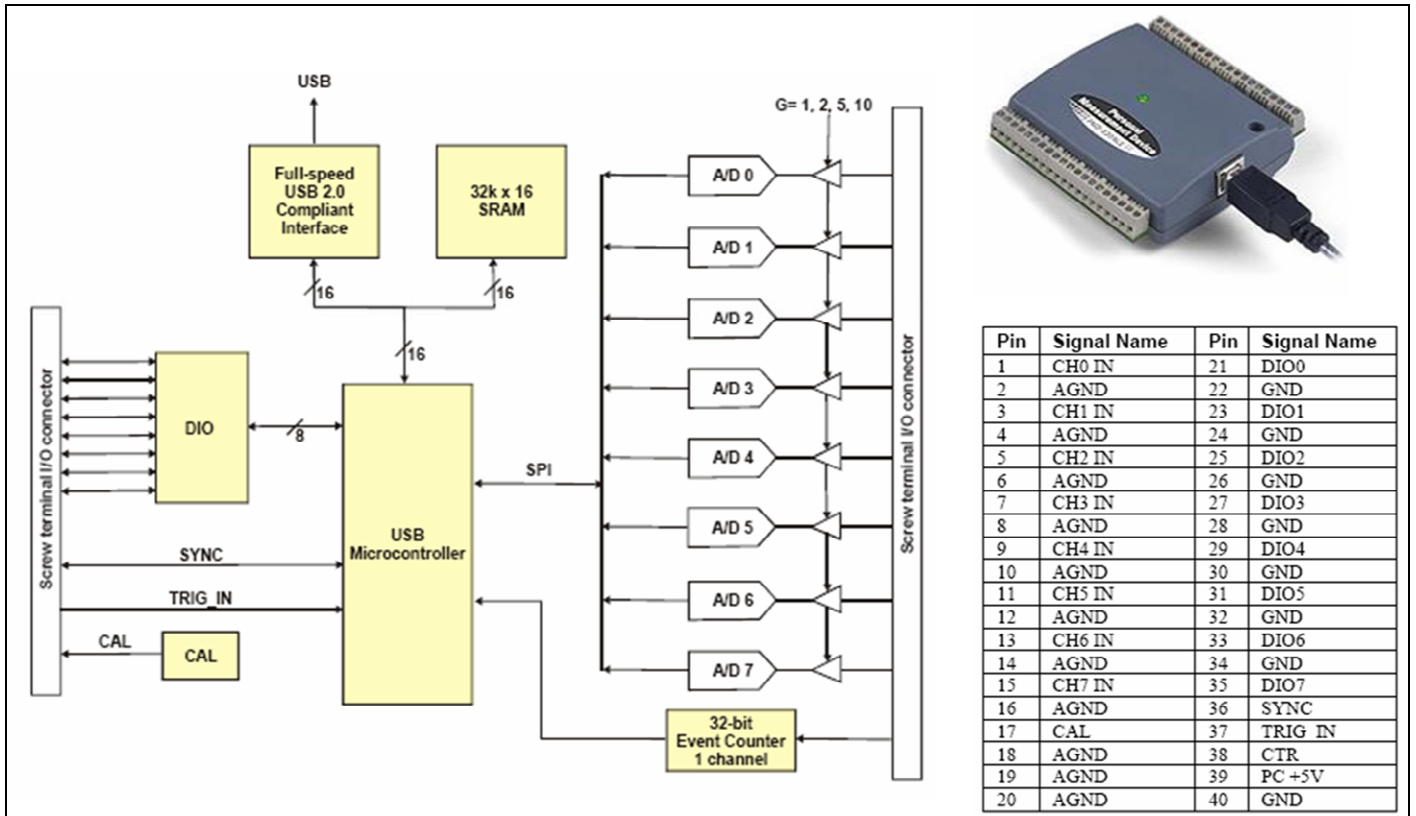 USB
G= 1, 2, 5, 10
Full-speed
USB 2.0
Compliant
Interface
32k x 16
SRAM
A/D 0
A/D 1
A/D 2
A/D 3
A/D 4
A/D 5
A/D 6
A/D 7
16
16
16
Screw terminal I/O connector
DIO
8
SPI
USB
Microcontroller
SYNC
TRIG_IN
CAL
CAL
32-bit
Event Counter
1 channel
Screw terminal I/O connector
Personal
Measurement Device
Pin Signal Name Pin Signal Name
1 CH0 IN 21 DIO0
2 AGND 22 GND
3 CH1 IN 23 DIO1
4 AGND 24 GND
5 CH2 IN 25 DIO2
6 AGND 26 GND
7 CH3 IN 27 DIO3
8 AGND 28 GND
9 CH4 IN 29 DIO4
10 AGND 30 GND
11 CH5 IN 31 DIO5
12 AGND 32 GND
13 CH6 IN 33 DIO6
14 AGND 34 GND
15 CH7 IN 35 DIO7
16 AGND 36 SYNC
17 CAL 37 TRIG IN
18 AGND 38 CTR
19 AGND 39 PC +5V
20 AGND 40 GND